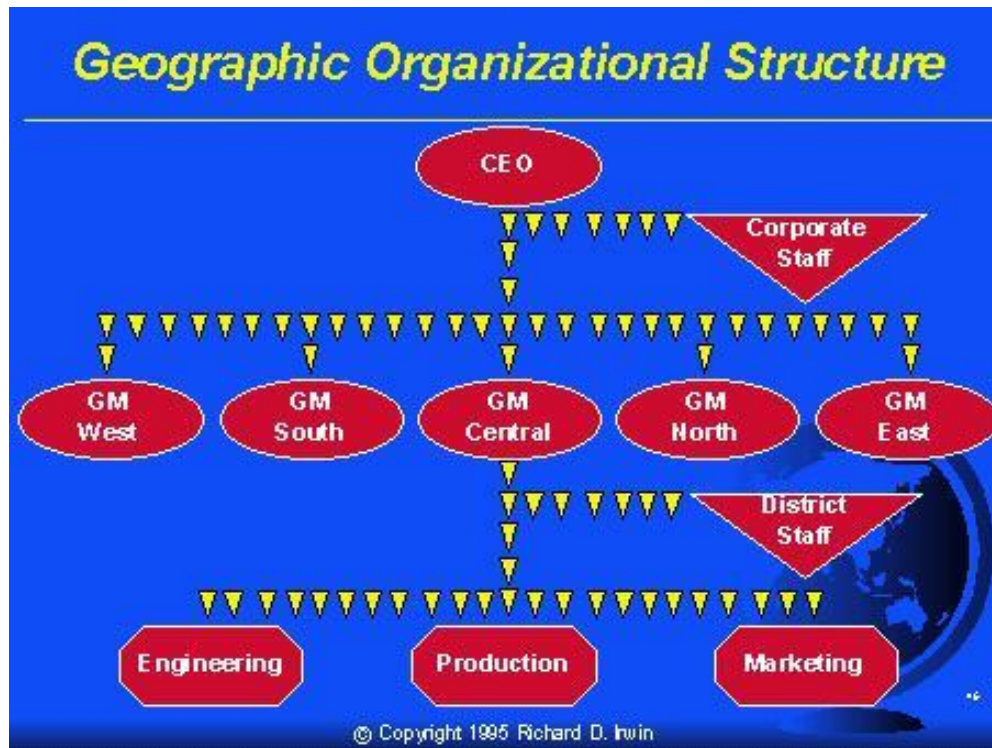 Geographic Organizational Structure
CEO
Corporate
Staff
GM
West
GM
South
GM
Central
GM
North
GM
East
District
Staff
Engineering
Production
Marketing
© Copyright 1995 Richard D. Irwin